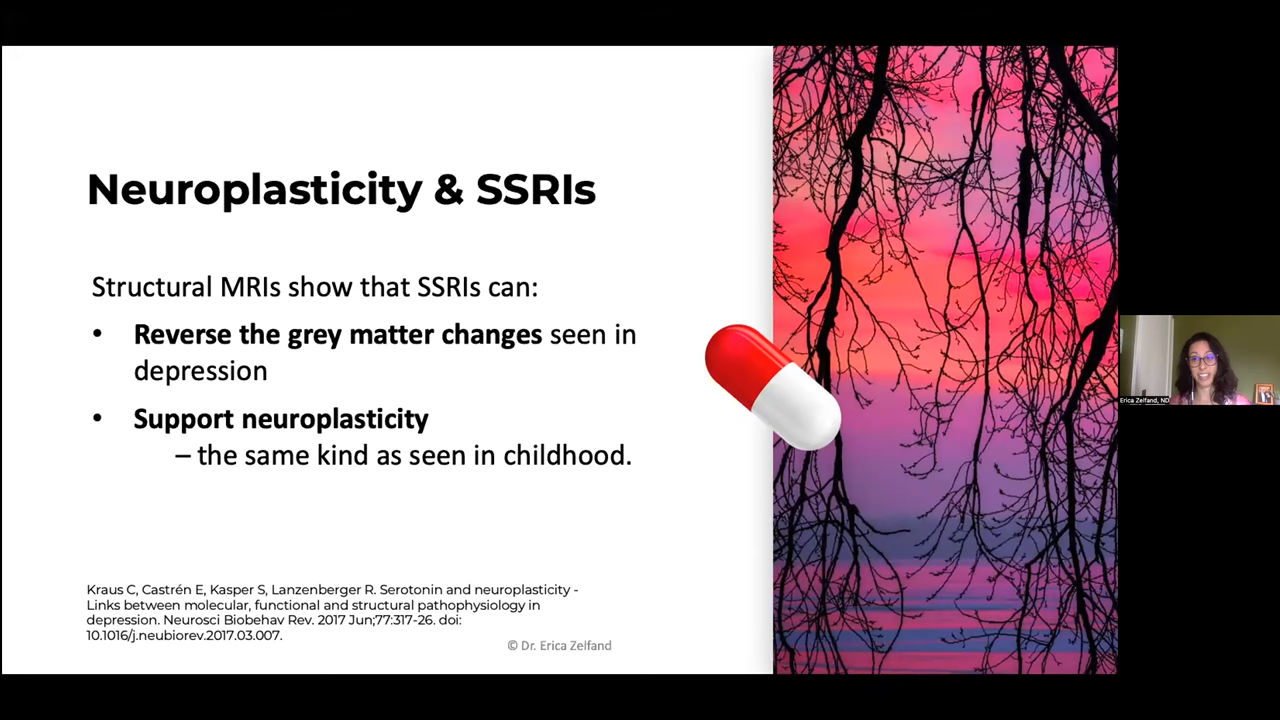 Neuroplasticity & SSRIs
Structural MRIs show that SSRIs can:
• Reverse the grey matter changes seen in
depression
• Support neuroplasticity
– the same kind as seen in childhood.
Kraus C, Castrén E, Kasper S, Lanzenberger R. Serotonin and neuroplasticity -
Links between molecular, functional and structural pathophysiology in
depression. Neurosci Biobehav Rev. 2017 Jun;77:317-26. doi:
10.1016/j.neubiorev.2017.03.007.
© Dr. Erica Zelfand
Erica Zelfand, ND